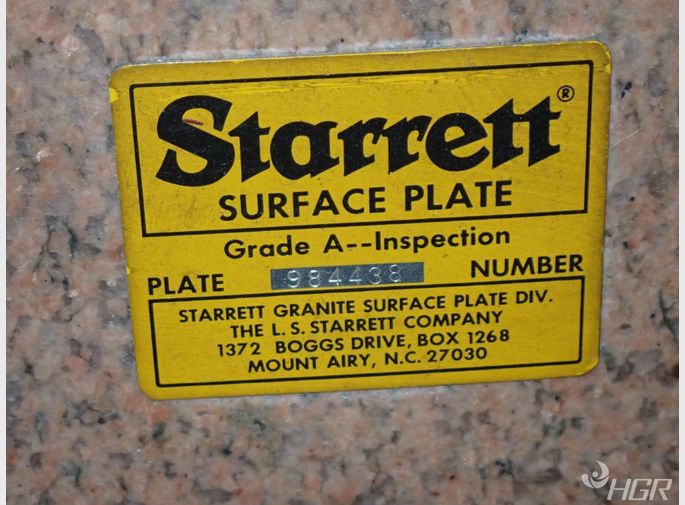 Starrett®
SURFACE PLATE
Grade A--Inspection
PLATE 984438 NUMBER
STARRETT GRANITE SURFACE PLATE DIV.
THE L. S. STARRETT COMPANY
1372 BOGGS DRIVE, BOX 1268
MOUNT AIRY, N.C. 27030
HGR